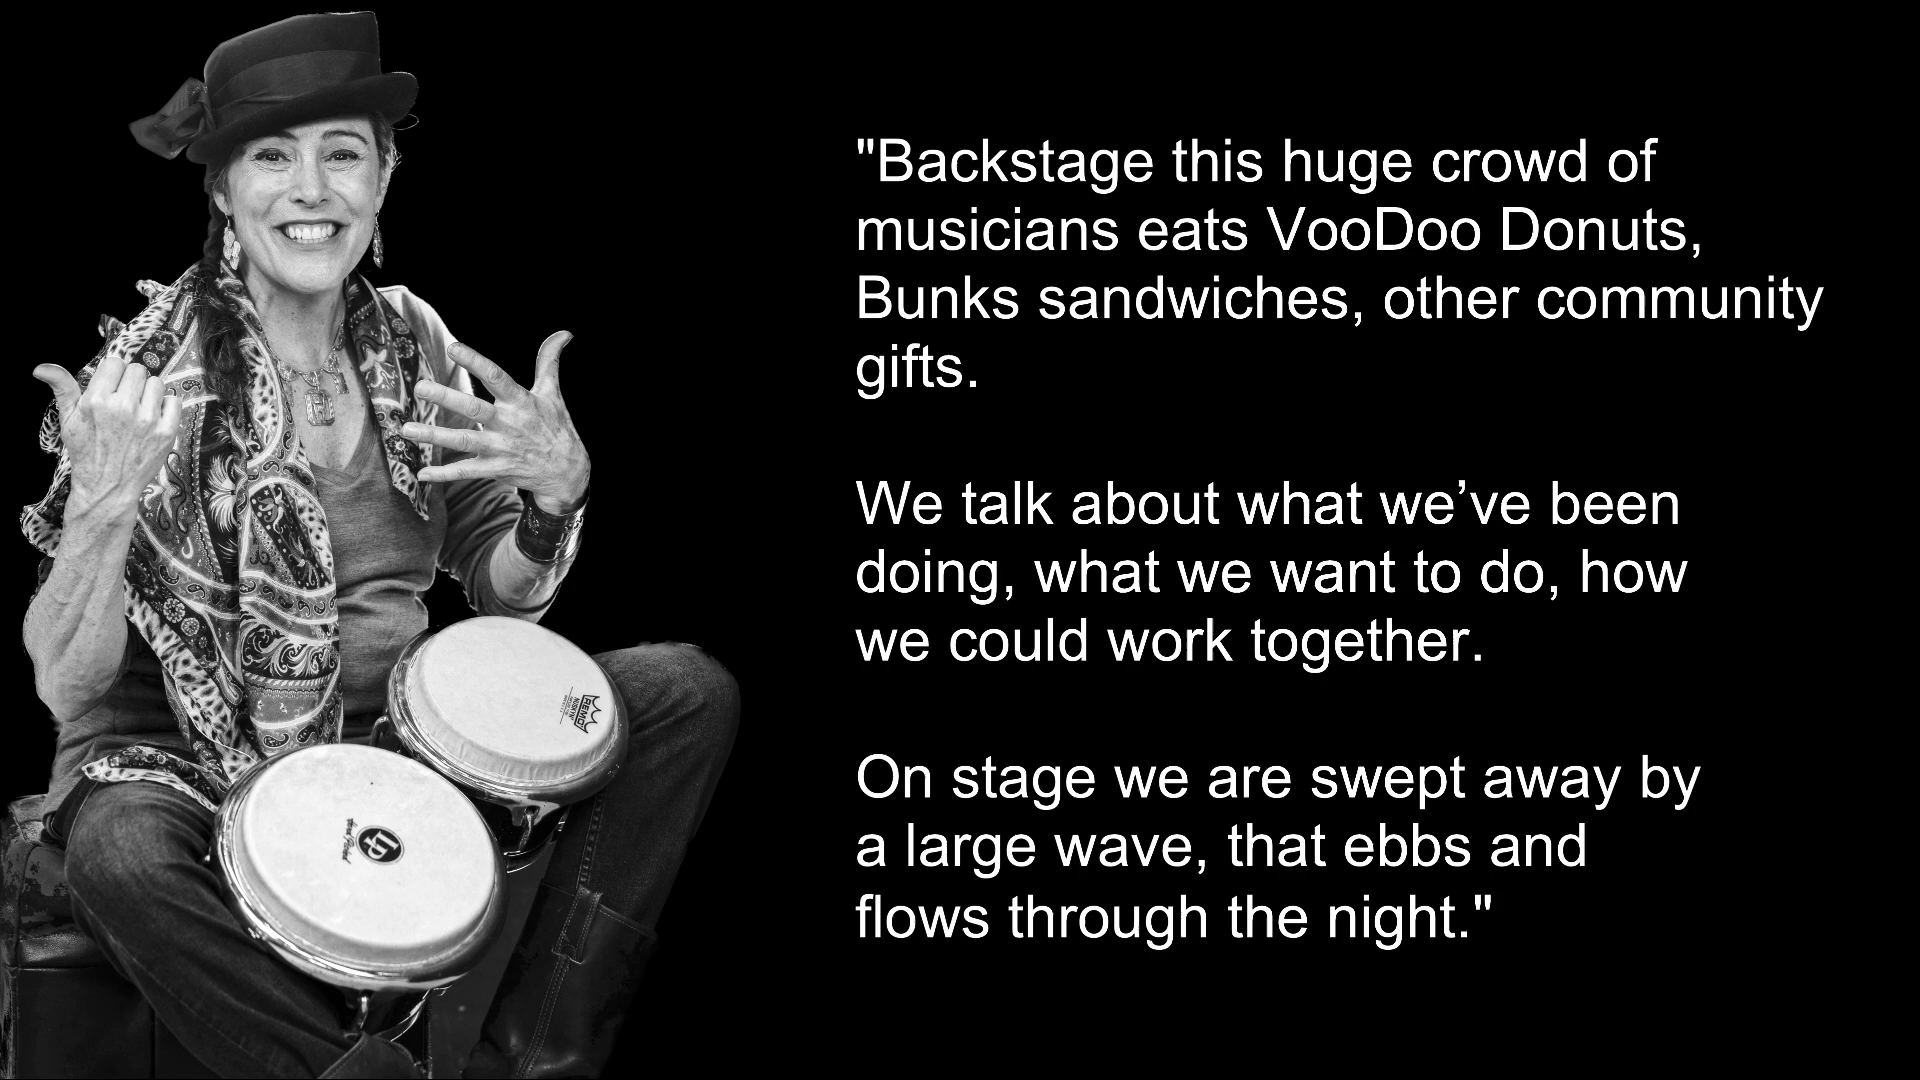 "Backstage this huge crowd of
musicians eats VooDoo Donuts,
Bunks sandwiches, other community
gifts.
We talk about what we’ve been
doing, what we want to do, how
we could work together.
On stage we are swept away by
a large wave, that ebbs and
flows through the night."
REMO
LP